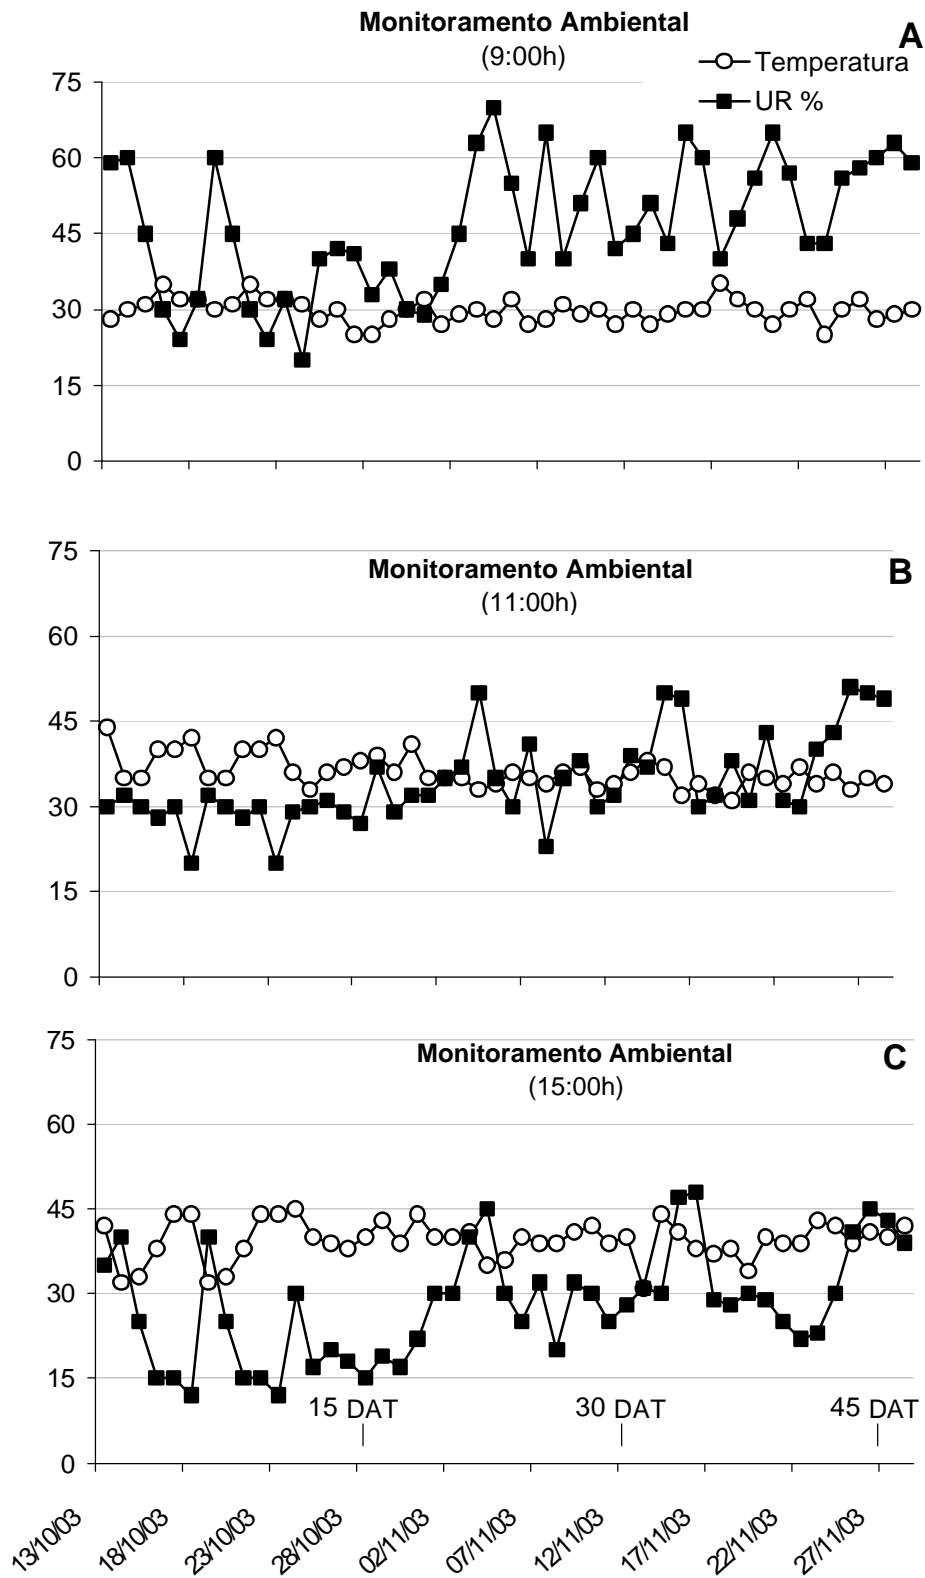 Monitoramento Ambiental
(9:00h)
A
Temperatura
UR %
75
60
45
30
15
0
Monitoramento Ambiental
(11:00h)
B
75
60
45
30
15
0
Monitoramento Ambiental
(15:00h)
C
75
60
45
30
15
0
15 DAT
30 DAT
45 DAT
13/10/03
18/10/03
23/10/03
28/10/03
02/11/03
07/11/03
12/11/03
17/11/03
22/11/03
27/11/03